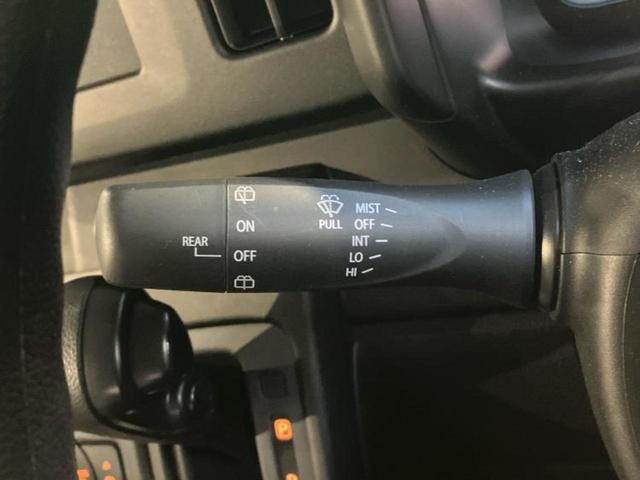 REAR
ON
OFF
PULL
MIST
OFF
INT
LO
HI
P